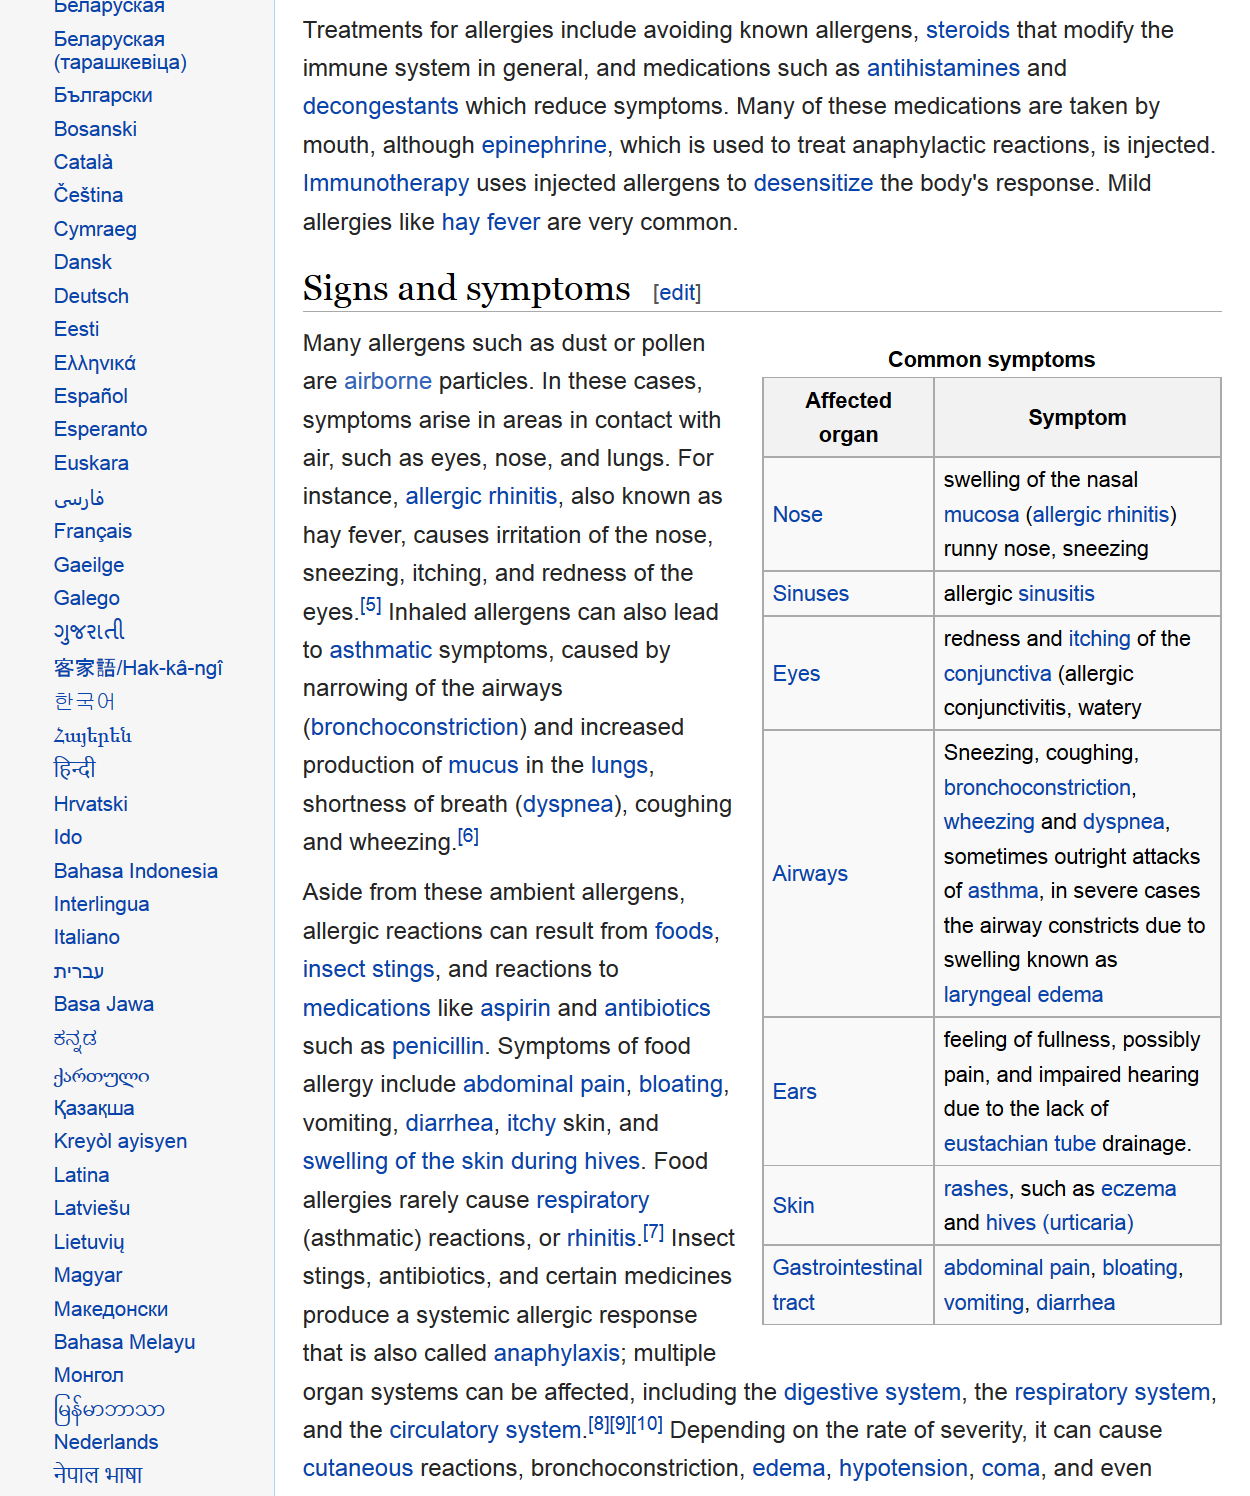 Беларуская
Беларуская
(тарашкевіца)
Български
Bosanski
Català
Čeština
Cymraeg
Dansk
Deutsch
Eesti
Ελληνικά
Español
Esperanto
Euskara
فارسی
Français
Gaeilge
Galego
ગુજરાતી
客家語/Hak-kâ-ngî
한국어
Հայերեն
हिन्दी
Hrvatski
Ido
Bahasa Indonesia
Interlingua
Italiano
עברית
Basa Jawa
ಕನ್ನಡ
ქართული
Қазақша
Kreyòl ayisyen
Latina
Latviešu
Lietuvių
Magyar
Македонски
Bahasa Melayu
Монгол
မြန်မာဘာသာ
Nederlands
नेपाल भाषा
Treatments for allergies include avoiding known allergens, steroids that modify the
immune system in general, and medications such as antihistamines and
decongestants which reduce symptoms. Many of these medications are taken by
mouth, although epinephrine, which is used to treat anaphylactic reactions, is injected.
Immunotherapy uses injected allergens to desensitize the body's response. Mild
allergies like hay fever are very common.
Signs and symptoms [edit]
Many allergens such as dust or pollen
are airborne particles. In these cases,
symptoms arise in areas in contact with
air, such as eyes, nose, and lungs. For
instance, allergic rhinitis, also known as
hay fever, causes irritation of the nose,
sneezing, itching, and redness of the
eyes.[5] Inhaled allergens can also lead
to asthmatic symptoms, caused by
narrowing of the airways
(bronchoconstriction) and increased
production of mucus in the lungs,
shortness of breath (dyspnea), coughing
and wheezing.[6]
Aside from these ambient allergens,
allergic reactions can result from foods,
insect stings, and reactions to
medications like aspirin and antibiotics
such as penicillin. Symptoms of food
allergy include abdominal pain, bloating,
vomiting, diarrhea, itchy skin, and
swelling of the skin during hives. Food
allergies rarely cause respiratory
(asthmatic) reactions, or rhinitis.[7] Insect
stings, antibiotics, and certain medicines
produce a systemic allergic response
that is also called anaphylaxis; multiple
organ systems can be affected, including the digestive system, the respiratory system,
and the circulatory system.[8][9][10] Depending on the rate of severity, it can cause
cutaneous reactions, bronchoconstriction, edema, hypotension, coma, and even
Common symptoms
Affected
organ
Symptom
Nose
swelling of the nasal
mucosa (allergic rhinitis)
runny nose, sneezing
Sinuses
allergic sinusitis
Eyes
redness and itching of the
conjunctiva (allergic
conjunctivitis, watery
Airways
Sneezing, coughing,
bronchoconstriction,
wheezing and dyspnea,
sometimes outright attacks
of asthma, in severe cases
the airway constricts due to
swelling known as
laryngeal edema
Ears
feeling of fullness, possibly
pain, and impaired hearing
due to the lack of
eustachian tube drainage.
Skin
rashes, such as eczema
and hives (urticaria)
Gastrointestinal
tract
abdominal pain, bloating,
vomiting, diarrhea